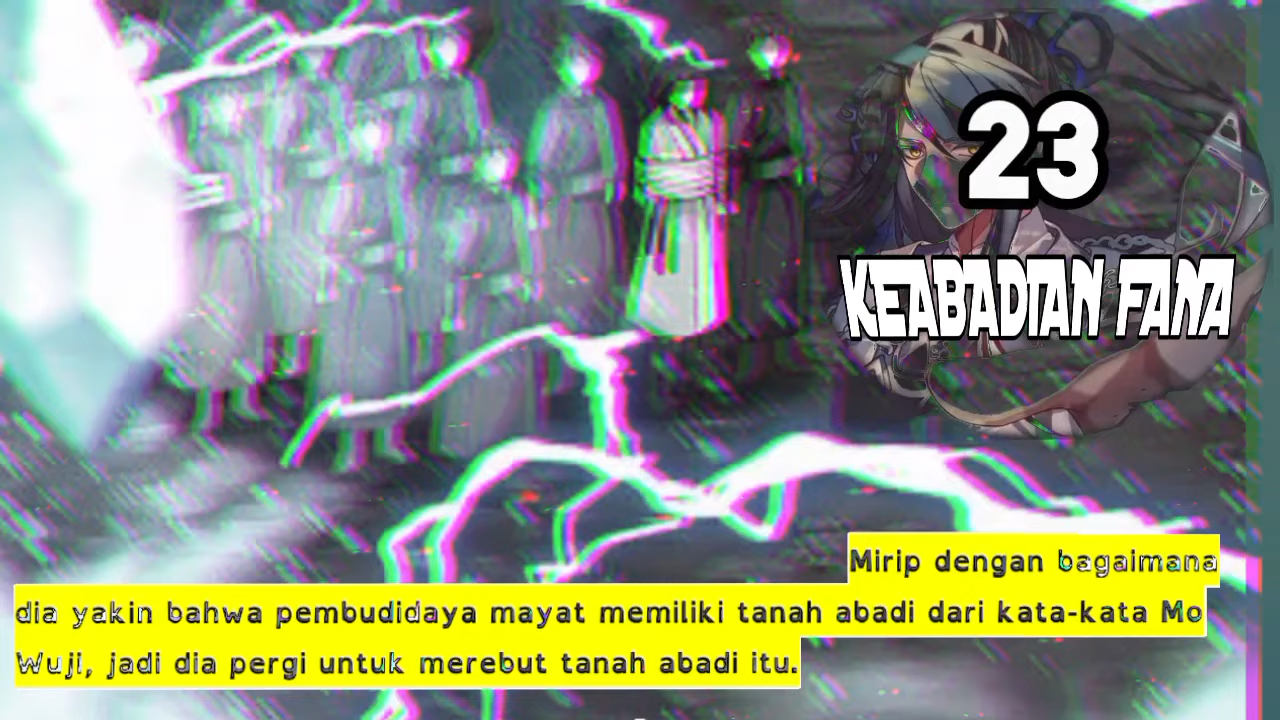 23
KEABADIAN FANA
Mirip dengan bagaimana
dia yakin bahwa pembudidaya mayat memiliki tanah abadi dari kata-kata Mo
Wuji, jadi dia pergi untuk merebut tanah abadi itu.